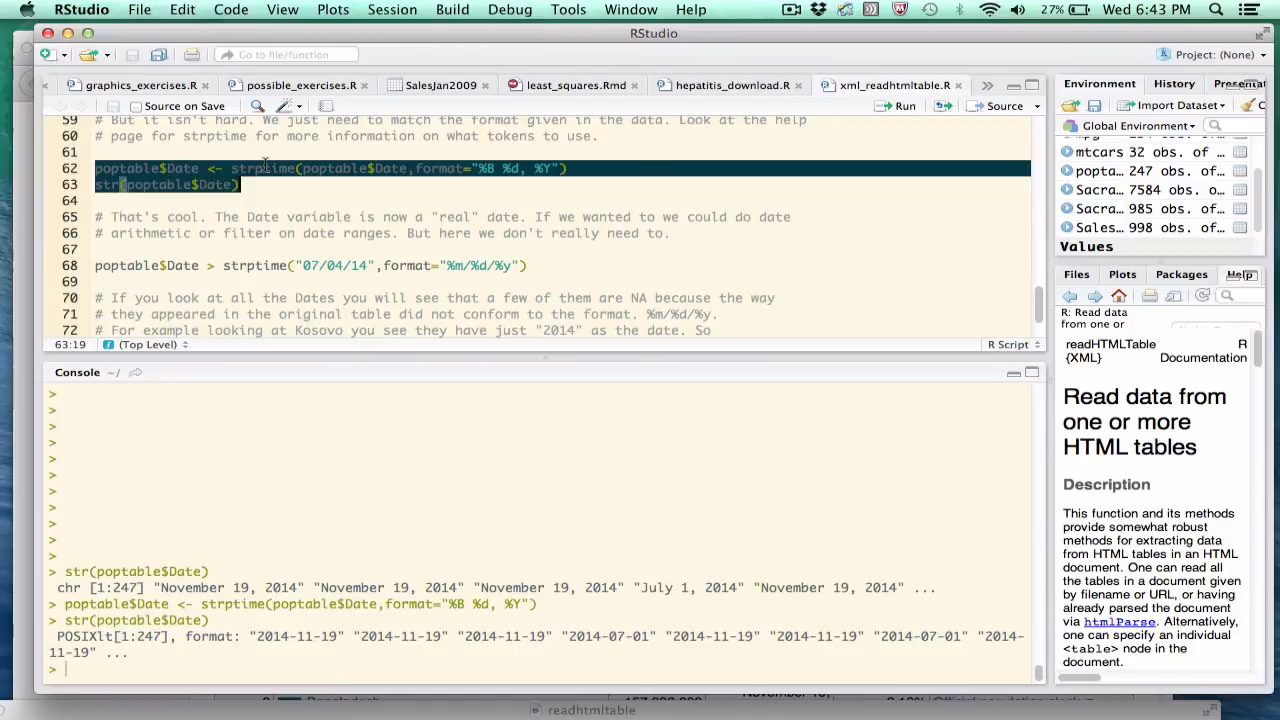 RStudio File Edit Code View Plots Session Build Debug Tools Window Help 27% Wed 6:43 PM
RStudio
Go to file/function
Project: (None)
graphics_exercises.R possible_exercises.R SalesJan2009 least_squares.Rmd hepatitis_download.R xml_readhtmltable.R
Source on Save Run Source
59 # But it isn't hard. We just need to match the format given in the data. Look at the help
60 # page for strptime for more information on what tokens to use.
61
62 poptable$Date <- strptime(poptable$Date,format="%B %d, %Y")
63 str(poptable$Date)
64
65 # That's cool. The Date variable is now a "real" date. If we wanted to we could do date
66 # arithmetic or filter on date ranges. But here we don't really need to.
67
68 poptable$Date > strptime("07/04/14",format="%m/%d/%y")
69
70 # If you look at all the Dates you will see that a few of them are NA because the way
71 # they appeared in the original table did not conform to the format. %m/%d/%y.
72 # For example looking at Kosovo you see they have just "2014" as the date. So
63:19 (Top Level) R Script
Console ~/
>
>
>
>
>
>
>
>
>
>
>
> str(poptable$Date)
chr [1:247] "November 19, 2014" "November 19, 2014" "November 19, 2014" "July 1, 2014" "November 19, 2014" ...
> poptable$Date <- strptime(poptable$Date,format="%B %d, %Y")
> str(poptable$Date)
POSIXlt[1:247], format: "2014-11-19" "2014-11-19" "2014-11-19" "2014-07-01" "2014-11-19" "2014-11-19" "2014-07-01" "2014-
11-19" ...
>
Environment History Presentat
Import Dataset C
Global Environment
mtcars 32 obs. of…
popta… 247 obs. of…
Sacra… 7584 obs. of…
Sacra… 985 obs. of…
Sales… 998 obs. of…
Values
Files Plots Packages Help
R: Read data
from one or
readHTMLTable R
{XML} Documentation
Read data from
one or more
HTML tables
Description
This function and its methods
provide somewhat robust
methods for extracting data
from HTML tables in an HTML
document. One can read all
the tables in a document given
by filename or URL, or having
already parsed the document
via htmlParse. Alternatively,
one can specify an individual
<table> node in the
document.
readhtmltable